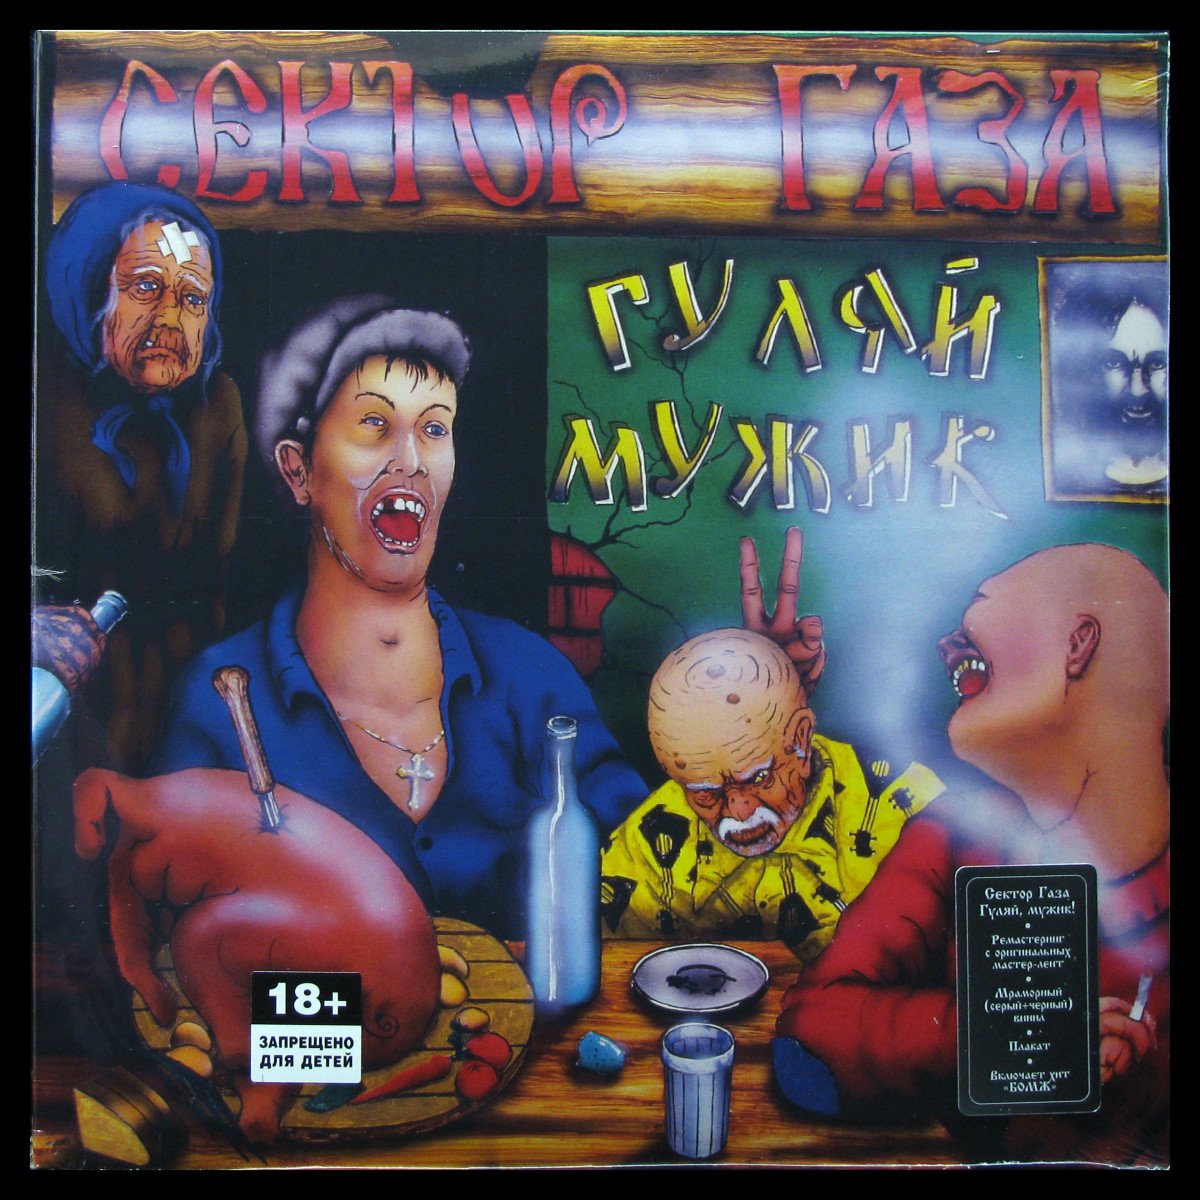 СЕКТОР ГАЗА
ГУЛЯЙ
МУЖИК
18+
ЗАПРЕЩЕНО
ДЛЯ ДЕТЕЙ
Сектор Газа
Гуляй, мужик!
•
Ремастеринг
с оригинальных
мастер-лент
•
Мраморный
(серый+черный)
винил
•
Плакат
•
Включает хит
«БОМЖ»